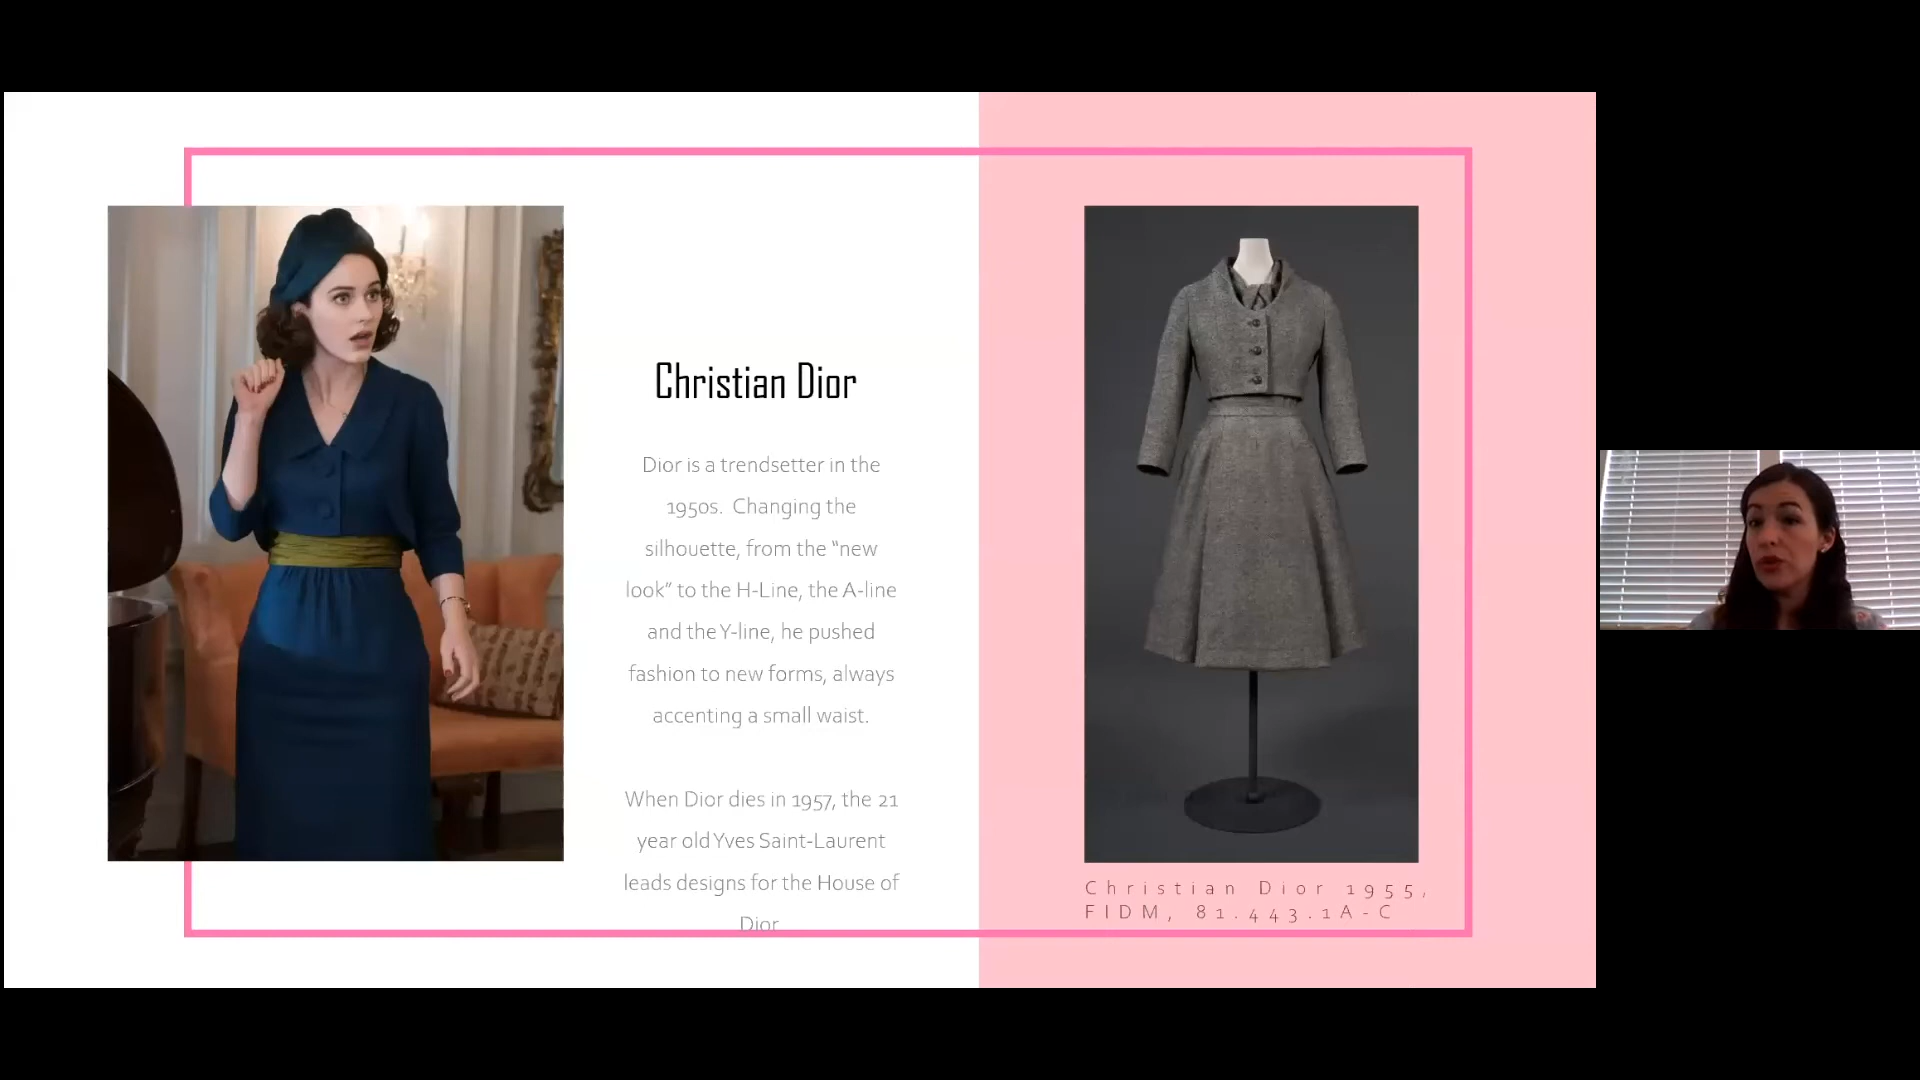 Christian Dior
Dior is a trendsetter in the
1950s. Changing the
silhouette, from the “new
look” to the H-Line, the A-line
and the Y-line, he pushed
fashion to new forms, always
accenting a small waist.
When Dior dies in 1957, the 21
year old Yves Saint-Laurent
leads designs for the House of
Dior
Christian Dior 1955,
FIDM, 81.443.1A-C